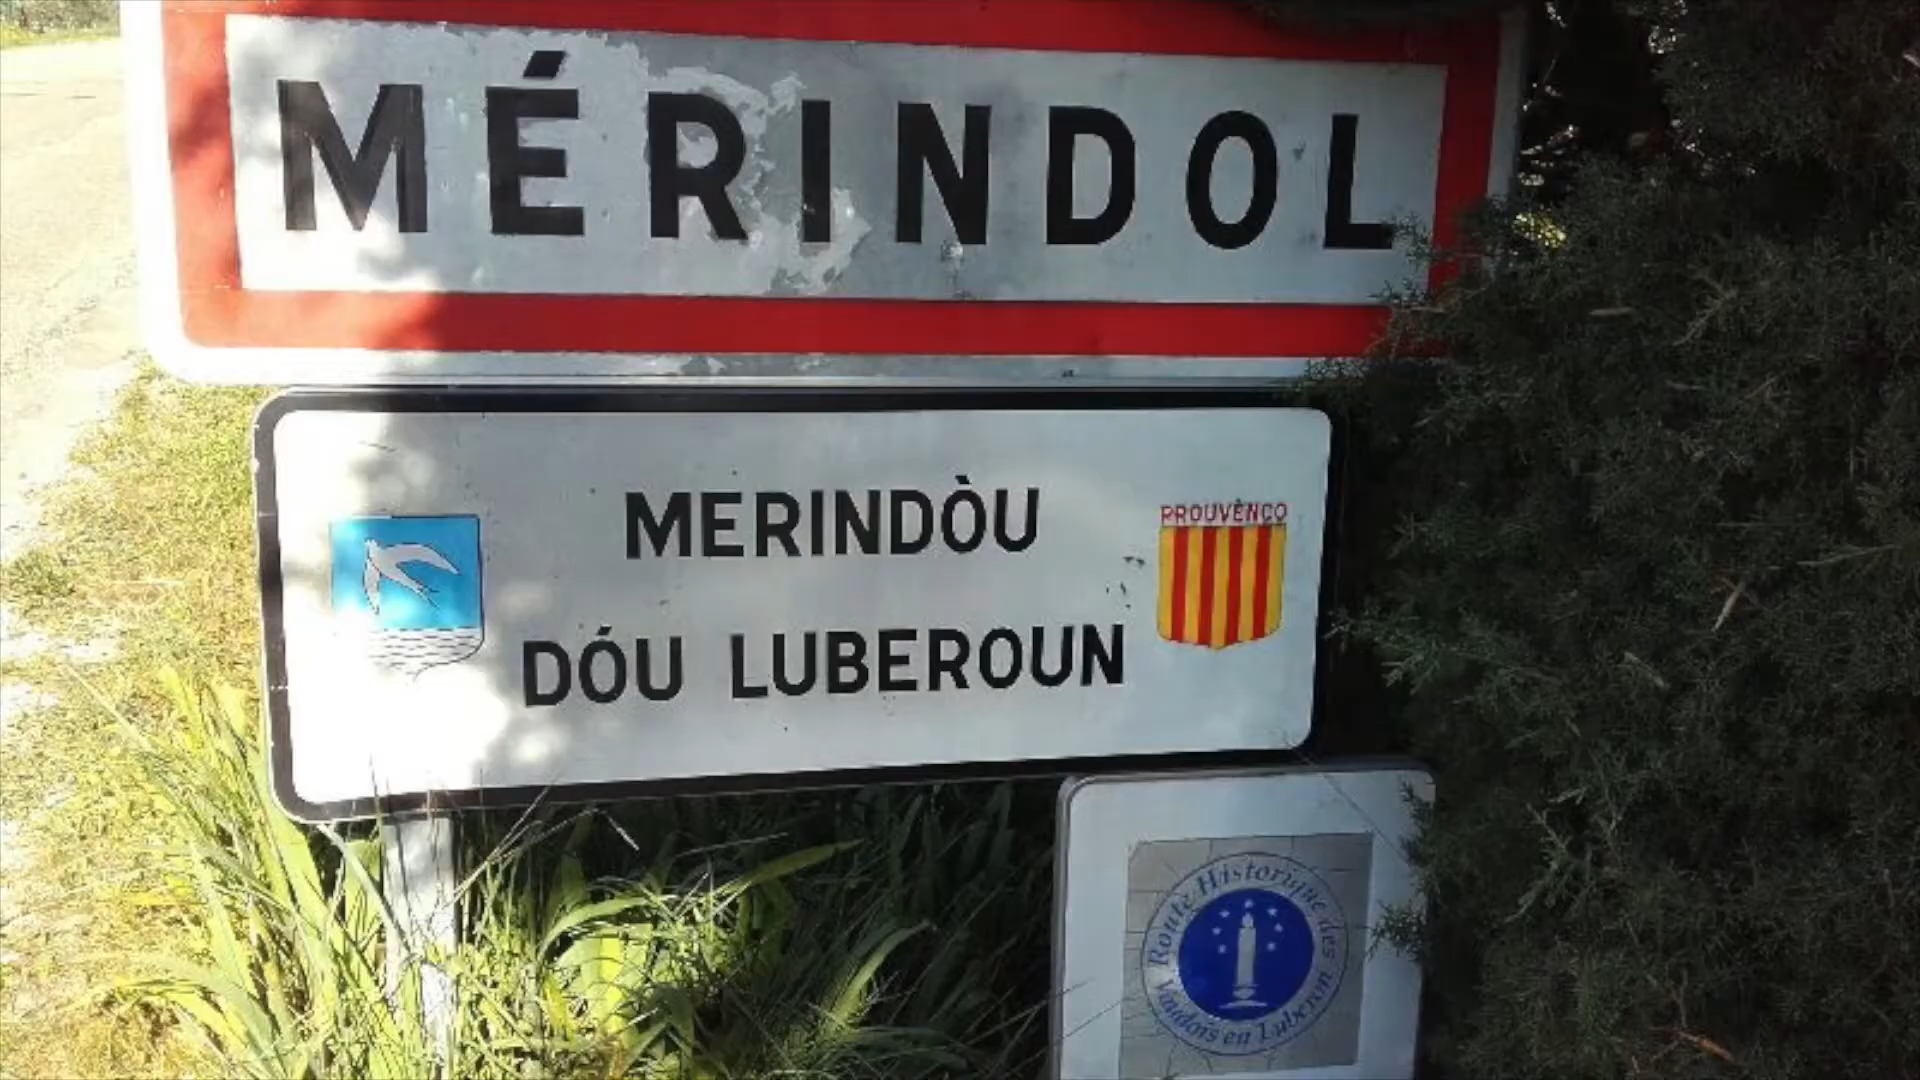 MÉRINDOL
MERINDÒU
DÓU LUBEROUN
PROUVÈNÇO
Route Historique des
Vaudois en Luberon